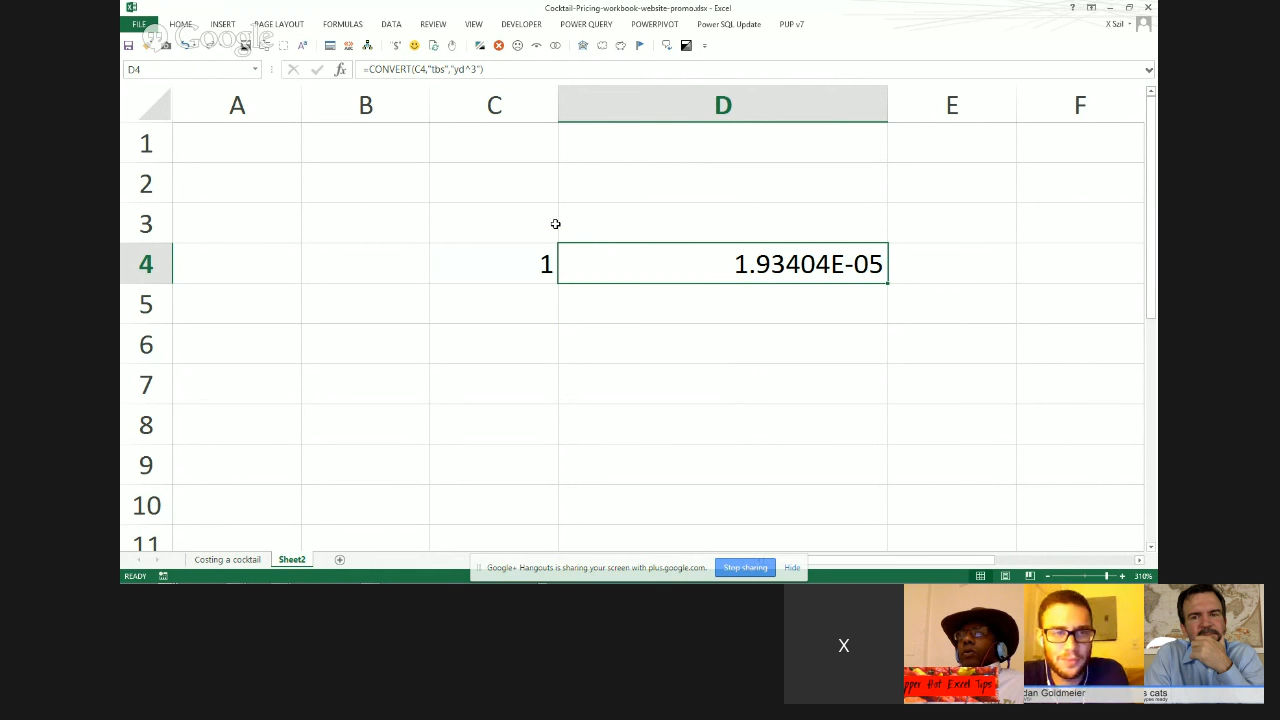 Cocktail-Pricing-workbook-website-promo.xlsx - Excel
FILE HOME INSERT PAGE LAYOUT FORMULAS DATA REVIEW VIEW DEVELOPER POWER QUERY POWERPIVOT Power SQL Update PUP v7
X Szil
Google
D4
=CONVERT(C4,"tbs","yd^3")
A B C D E F
1
2
3
4 1 1.93404E-05
5
6
7
8
9
10
11
Costing a cocktail Sheet2
Google+ Hangouts is sharing your screen with plus.google.com. Stop sharing Hide
READY 310%
X
pper Hot Excel Tips
dan Goldmeier
s cats